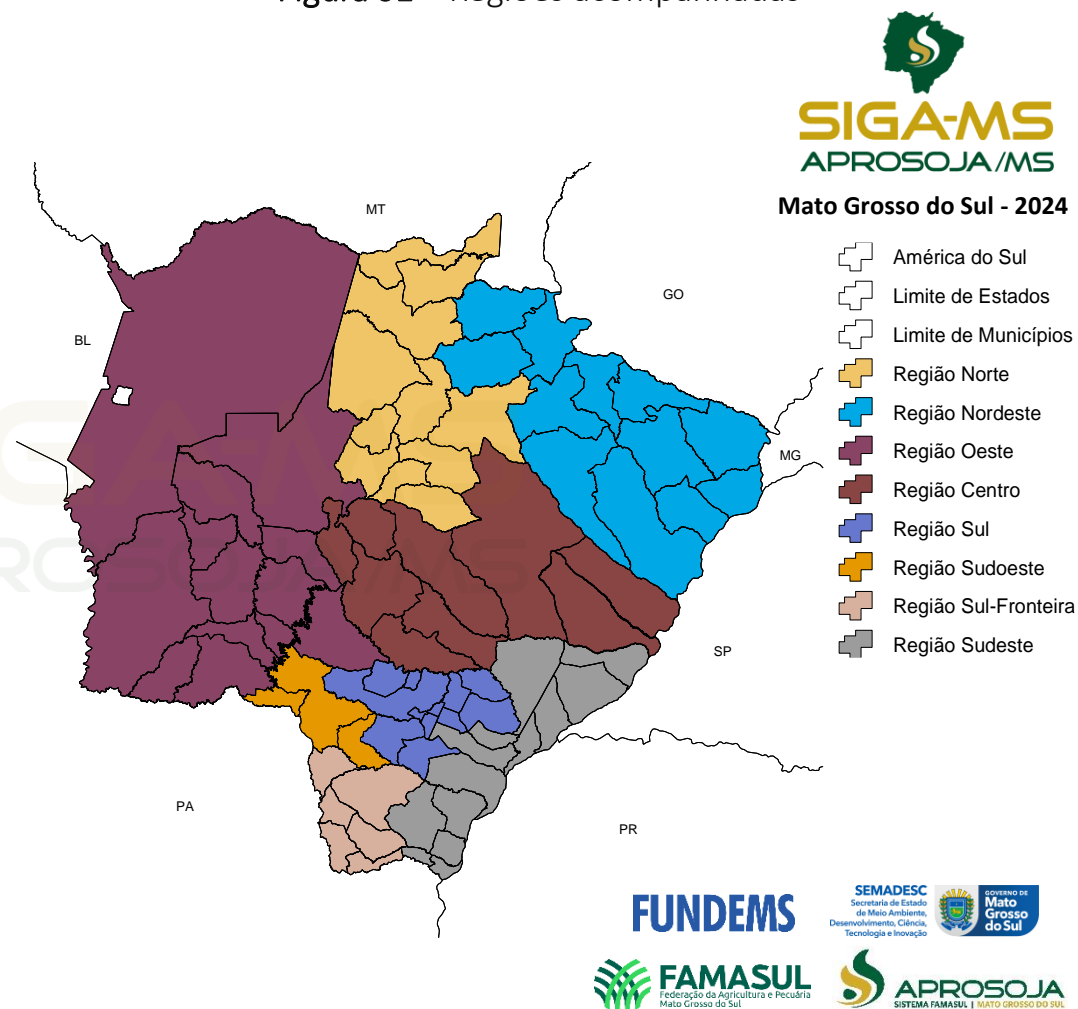 SIGA-MS
APROSOJA/MS
Mato Grosso do Sul - 2024
América do Sul
Limite de Estados
Limite de Municípios
Região Norte
Região Nordeste
Região Oeste
Região Centro
Região Sul
Região Sudoeste
Região Sul-Fronteira
Região Sudeste
MT
GO
BL
MG
SP
PA
PR
FUNDEMS
SEMADESC
Secretaria de Estado
de Meio Ambiente,
Desenvolvimento, Ciência,
Tecnologia e Inovação
GOVERNO DE
Mato
Grosso
do Sul
FAMASUL
Federação da Agricultura e Pecuária
Mato Grosso do Sul
APROSOJA
SISTEMA FAMASUL | MATO GROSSO DO SUL